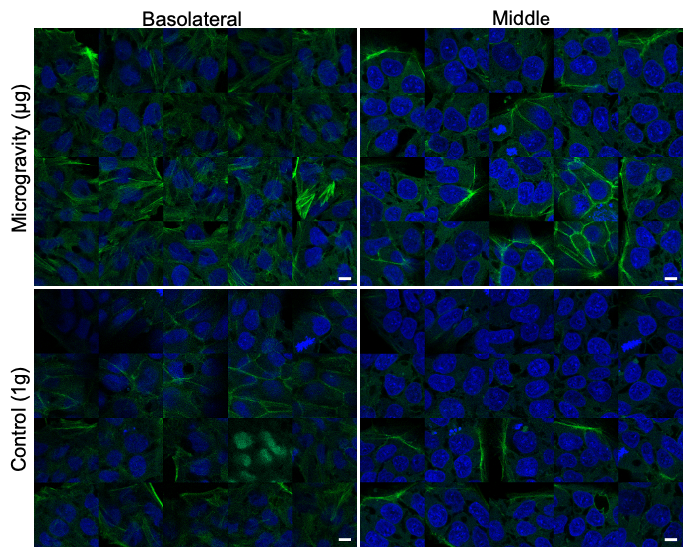 Basolateral
Middle
Microgravity (µg)
Control (1g)